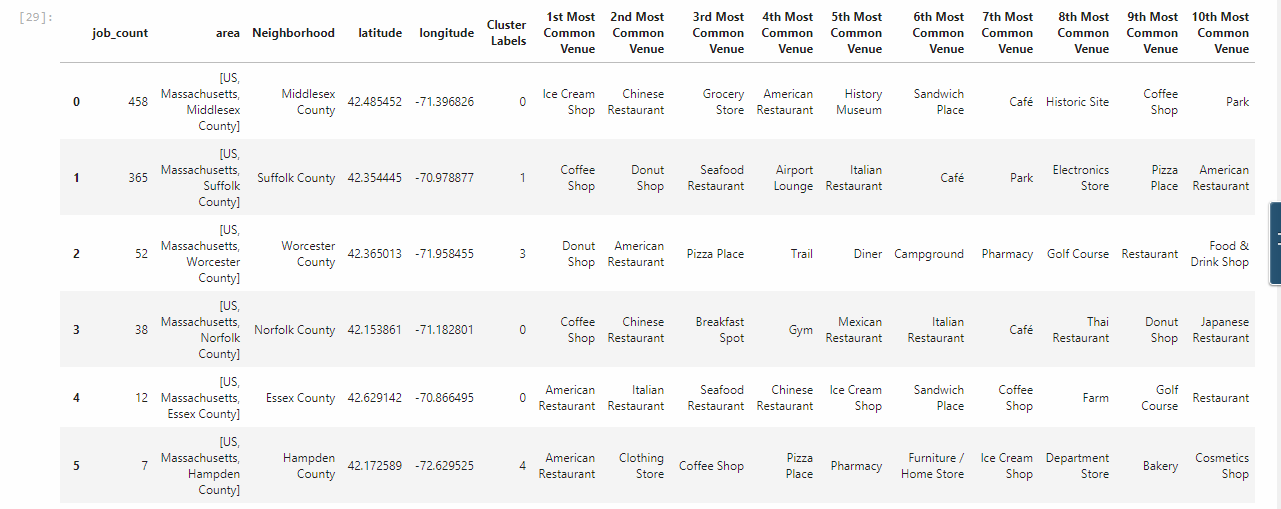 [29]:
job_count area Neighborhood latitude longitude Cluster Labels 1st Most Common Venue 2nd Most Common Venue 3rd Most Common Venue 4th Most Common Venue 5th Most Common Venue 6th Most Common Venue 7th Most Common Venue 8th Most Common Venue 9th Most Common Venue 10th Most Common Venue
0 458 [US, Massachusetts, Middlesex County] Middlesex County 42.485452 -71.396826 0 Ice Cream Shop Chinese Restaurant Grocery Store American Restaurant History Museum Sandwich Place Café Historic Site Coffee Shop Park
1 365 [US, Massachusetts, Suffolk County] Suffolk County 42.354445 -70.978877 1 Coffee Shop Donut Shop Seafood Restaurant Airport Lounge Italian Restaurant Café Park Electronics Store Pizza Place American Restaurant
2 52 [US, Massachusetts, Worcester County] Worcester County 42.365013 -71.958455 3 Donut Shop American Restaurant Pizza Place Trail Diner Campground Pharmacy Golf Course Restaurant Food & Drink Shop
3 38 [US, Massachusetts, Norfolk County] Norfolk County 42.153861 -71.182801 0 Coffee Shop Chinese Restaurant Breakfast Spot Gym Mexican Restaurant Italian Restaurant Café Thai Restaurant Donut Shop Japanese Restaurant
4 12 [US, Massachusetts, Essex County] Essex County 42.629142 -70.866495 0 American Restaurant Italian Restaurant Seafood Restaurant Chinese Restaurant Ice Cream Shop Sandwich Place Coffee Shop Farm Golf Course Restaurant
5 7 [US, Massachusetts, Hampden County] Hampden County 42.172589 -72.629525 4 American Restaurant Clothing Store Coffee Shop Pizza Place Pharmacy Furniture / Home Store Ice Cream Shop Department Store Bakery Cosmetics Shop